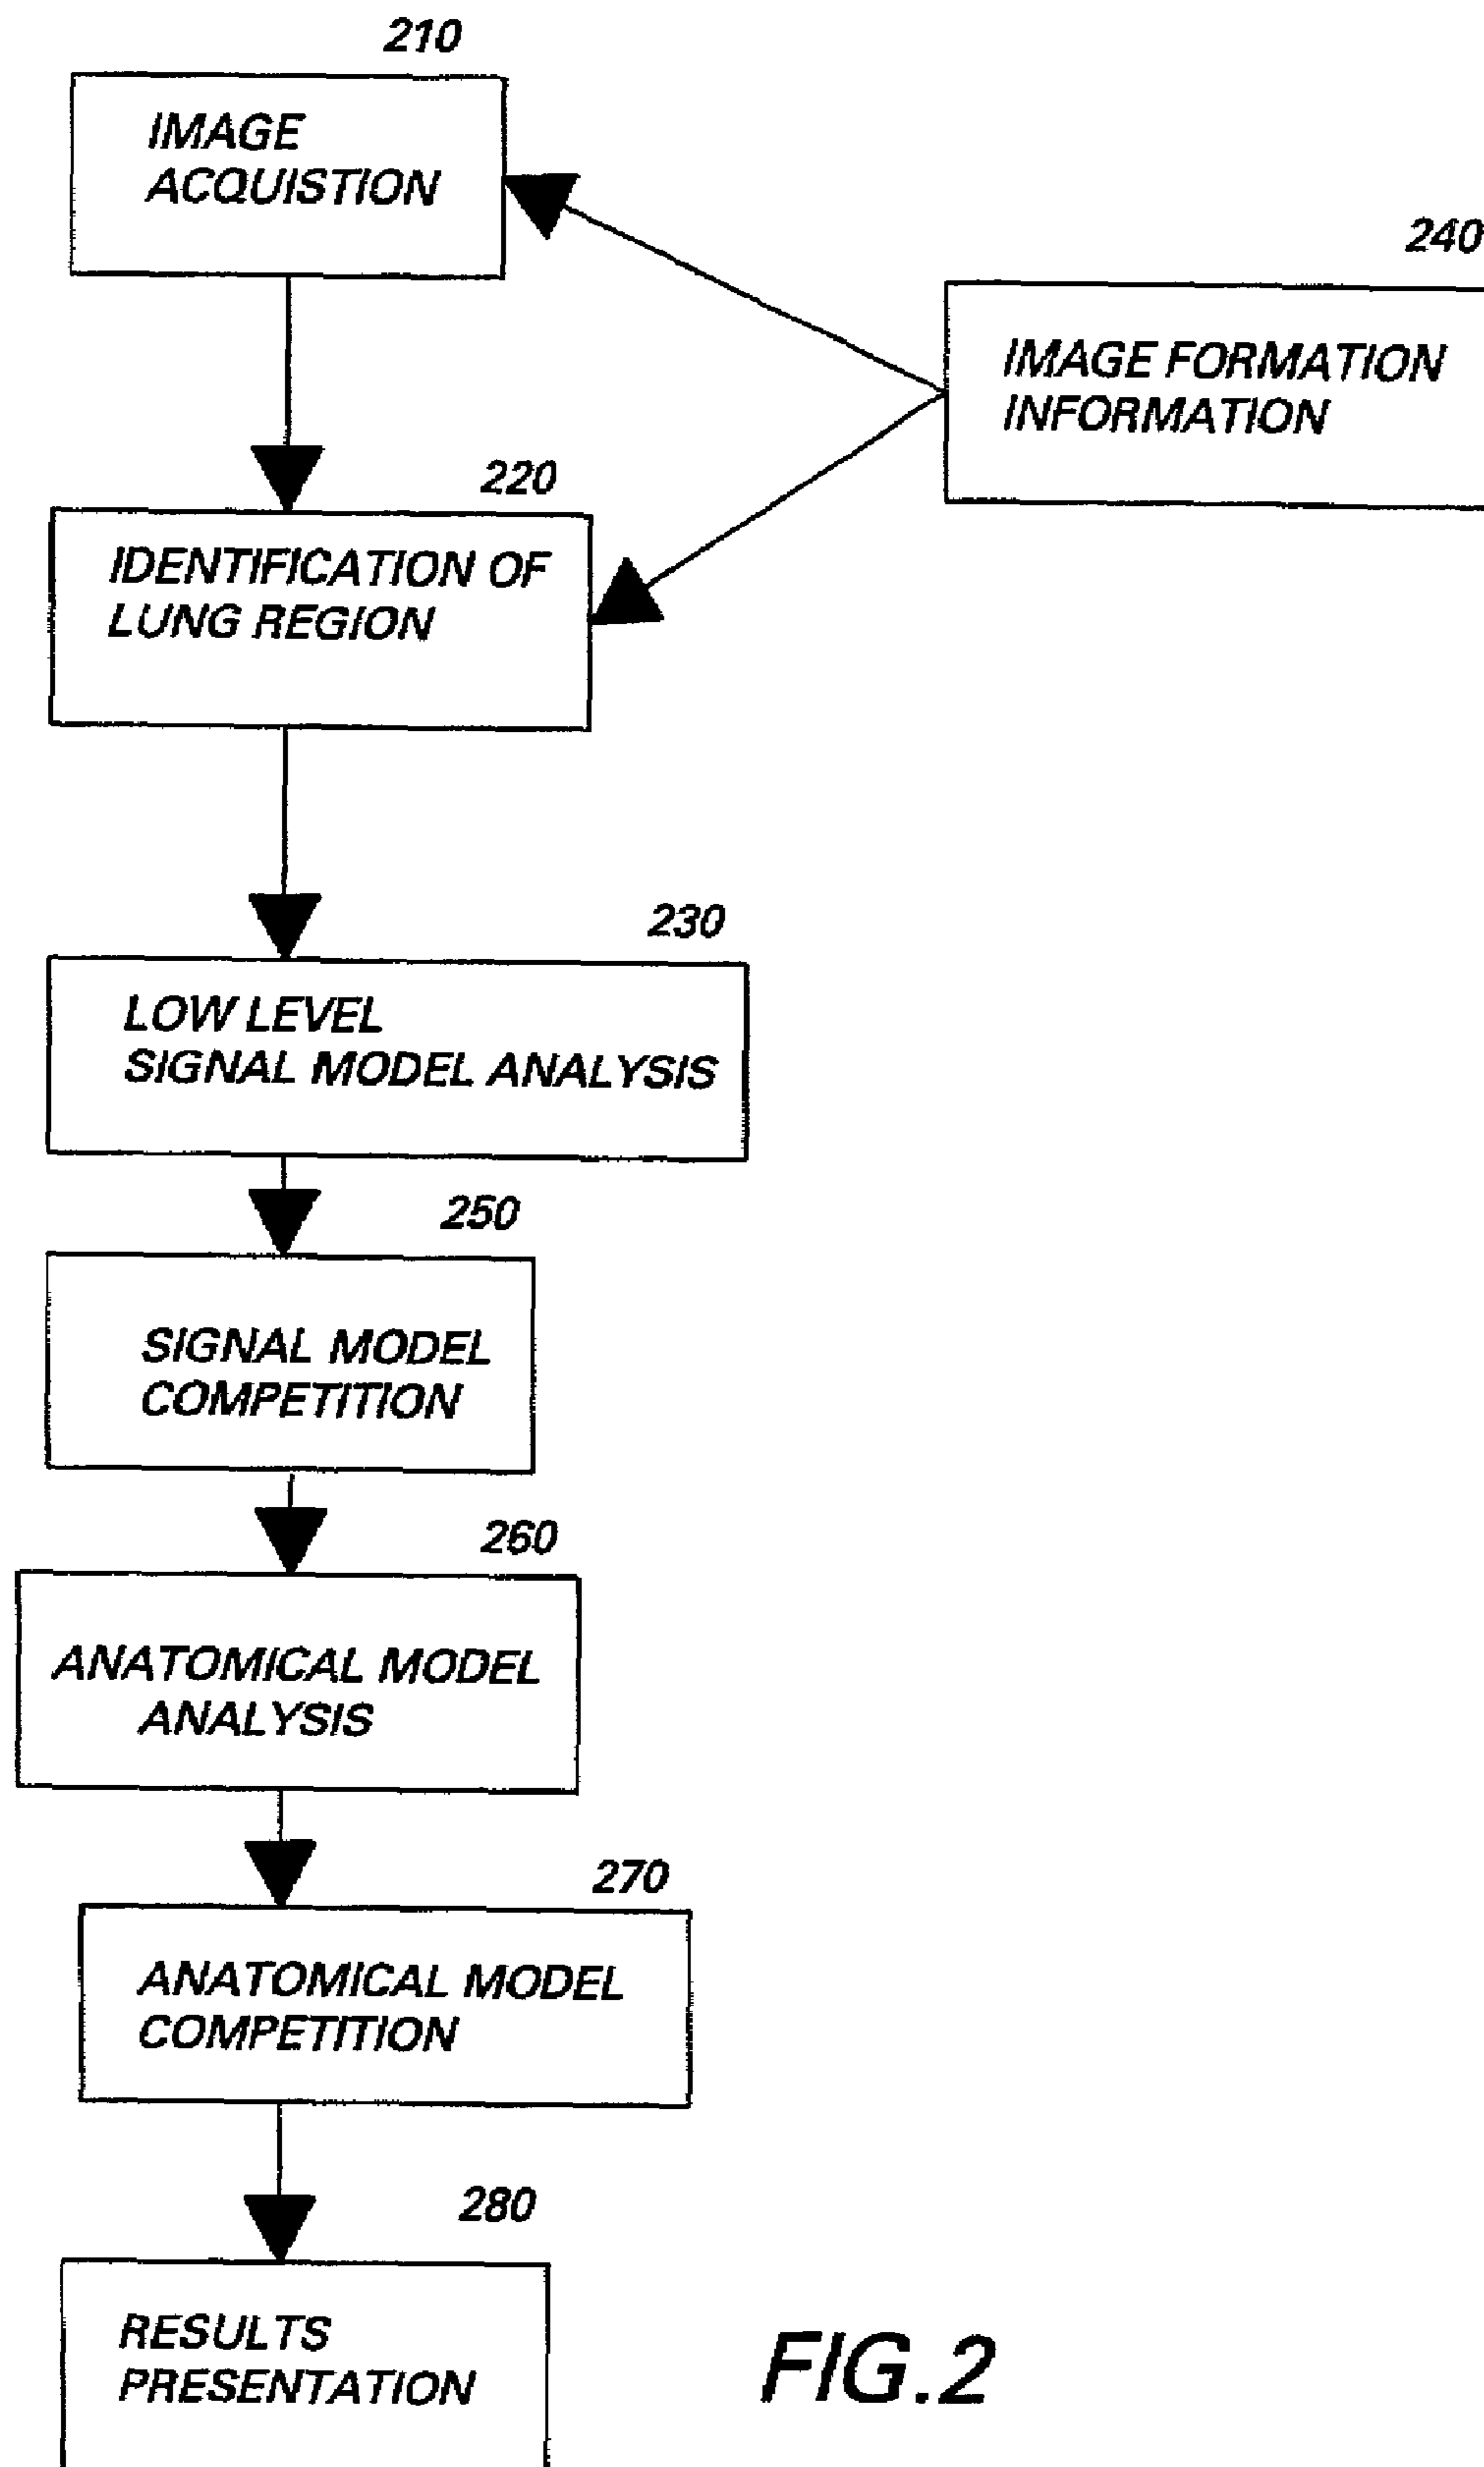 210
IMAGE
ACQUISTION
240
IMAGE FORMATION
INFORMATION
220
IDENTIFICATION OF
LUNG REGION
230
LOW LEVEL
SIGNAL MODEL ANALYSIS
250
SIGNAL MODEL
COMPETITION
260
ANATOMICAL MODEL
ANALYSIS
270
ANATOMICAL MODEL
COMPETITION
280
RESULTS
PRESENTATION
FIG.2